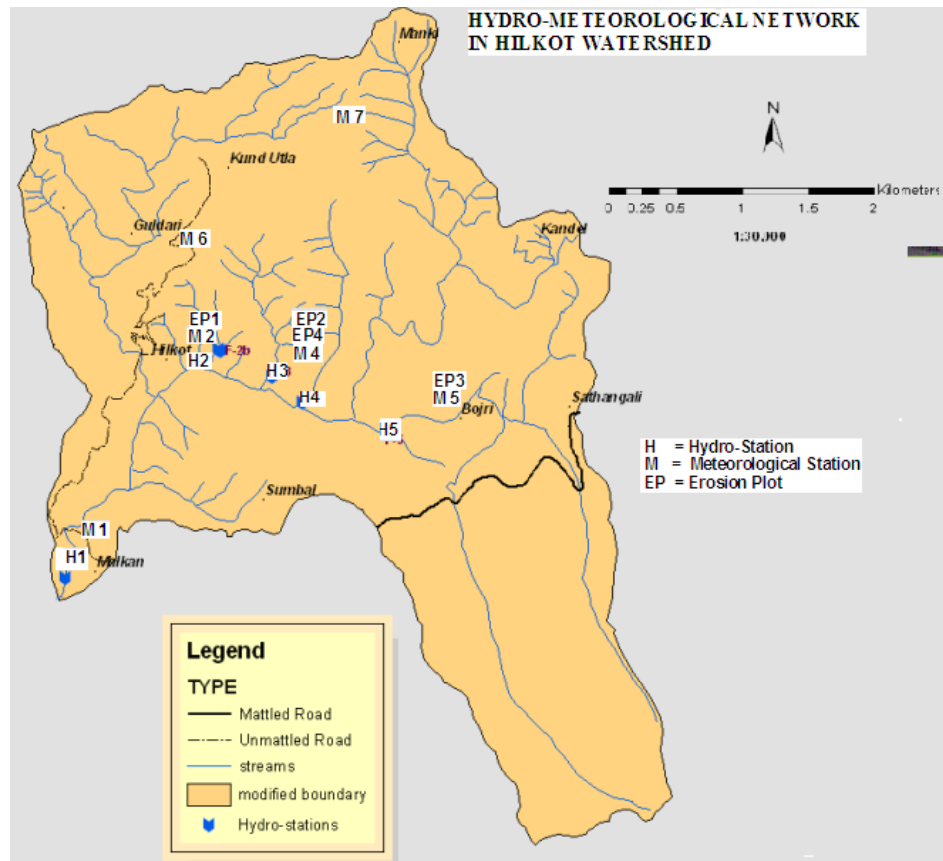 HYDRO-METEOROLOGICAL NETWORK
IN HILKOT WATERSHED
Manki
M 7
N
Kund Utla
Kilometers
0 0.25 0.5 1 1.5 2
1:30,000
Guldari
M 6
Kandel
EP1
M 2
F-2b
Hilkot
H2
EP2
EP4
M 4
H3
H4
EP3
M 5
Bojri
Sathangali
H5
H = Hydro-Station
M = Meteorological Station
EP = Erosion Plot
Sumbal
M 1
H1
Malkan
Legend
TYPE
Mattled Road
Unmattled Road
streams
modified boundary
Hydro-stations